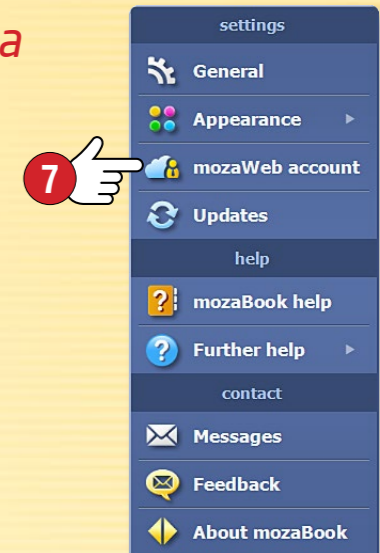 a
settings
General
Appearance
7
mozaWeb account
Updates
help
mozaBook help
Further help
contact
Messages
Feedback
About mozaBook